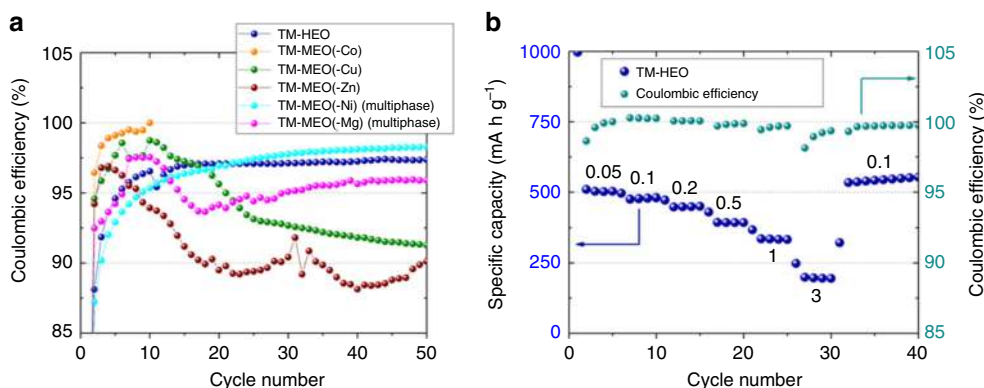 a
105
100
95
90
85
Coulombic efficiency (%)
0
10
20
30
40
50
Cycle number
TM-HEO
TM-MEO(-Co)
TM-MEO(-Cu)
TM-MEO(-Zn)
TM-MEO(-Ni) (multiphase)
TM-MEO(-Mg) (multiphase)
b
1000
750
500
250
0
Specific capacity (mA h g⁻¹)
TM-HEO
Coulombic efficiency
0.05
0.1
0.2
0.5
1
3
0.1
0
10
20
30
40
Cycle number
105
100
95
90
85
Coulombic efficiency (%)